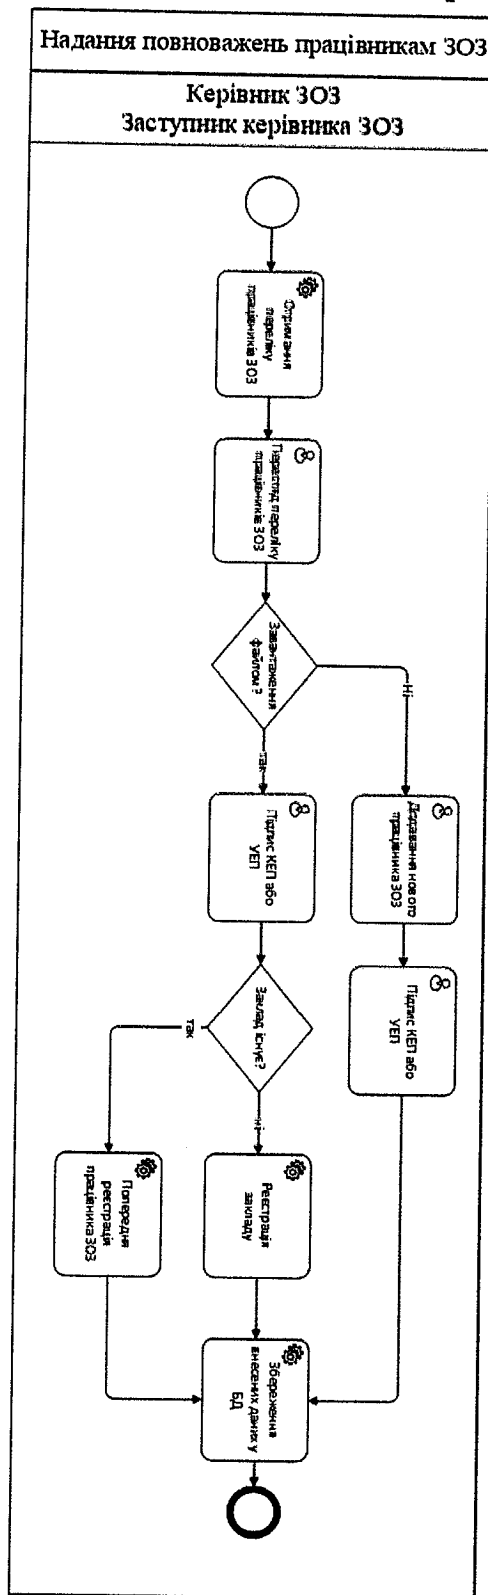 Надання повноважень працівникам ЗОЗ
Керівник ЗОЗ
Заступник керівника ЗОЗ
Отримання
переліку
працівників ЗОЗ
Перегляд переліку
працівників ЗОЗ
Завантаження
файлом?
Ні
так
Додавання нового
працівника ЗОЗ
Підпис КЕП або
УЕП
Підпис КЕП або
УЕП
Заклад існує?
так
ні
Реєстрація
закладу
Попередня
реєстрація
працівника ЗОЗ
Збереження
внесених даних у
БД